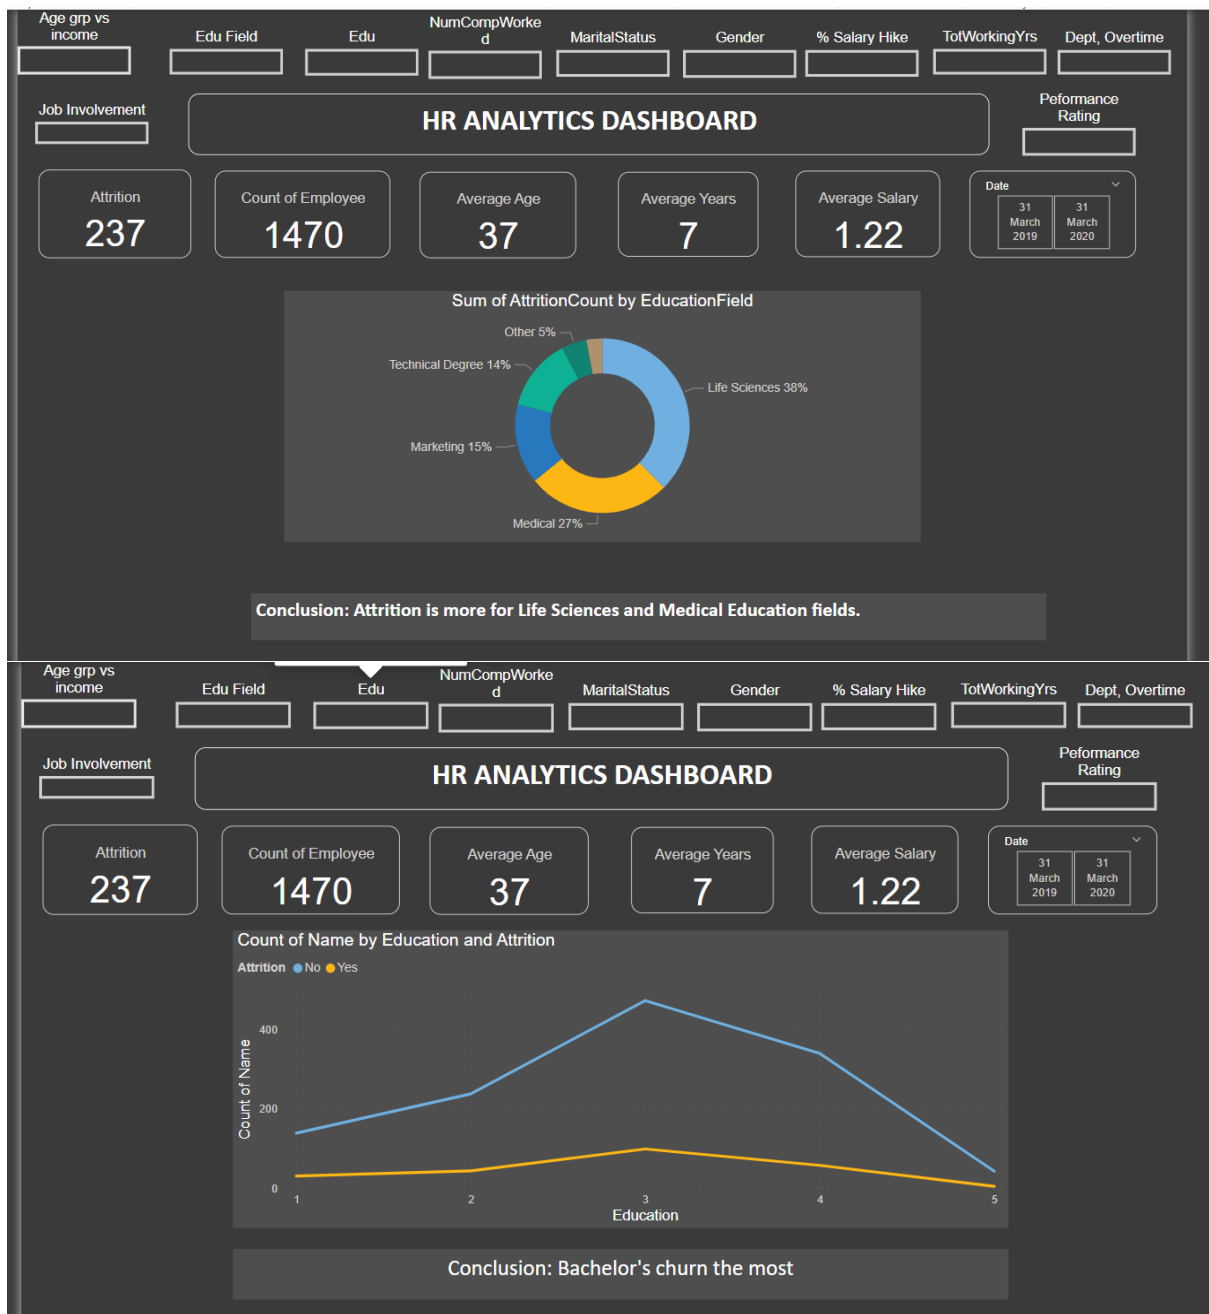 Age grp vs
income
Edu Field
Edu
NumCompWorke
d
MaritalStatus
Gender
% Salary Hike
TotWorkingYrs
Dept, Overtime
Job Involvement
HR ANALYTICS DASHBOARD
Peformance
Rating
Attrition
237
Count of Employee
1470
Average Age
37
Average Years
7
Average Salary
1.22
Date
31
March
2019
31
March
2020
Sum of AttritionCount by EducationField
Other 5%
Technical Degree 14%
Life Sciences 38%
Marketing 15%
Medical 27%
Conclusion: Attrition is more for Life Sciences and Medical Education fields.
Age grp vs
income
Edu Field
Edu
NumCompWorke
d
MaritalStatus
Gender
% Salary Hike
TotWorkingYrs
Dept, Overtime
Job Involvement
HR ANALYTICS DASHBOARD
Peformance
Rating
Attrition
237
Count of Employee
1470
Average Age
37
Average Years
7
Average Salary
1.22
Date
31
March
2019
31
March
2020
Count of Name by Education and Attrition
Attrition No Yes
400
200
0
Count of Name
1 2 3 4 5
Education
Conclusion: Bachelor's churn the most